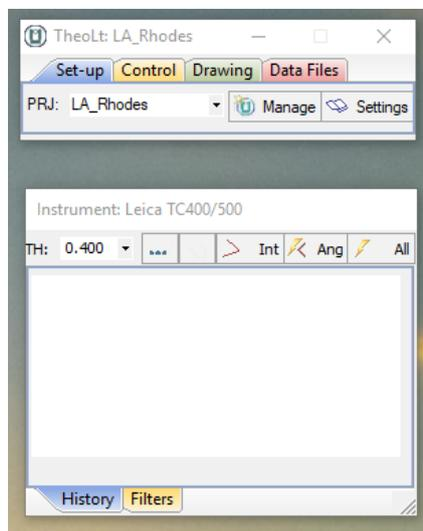 TheoLt: LA_Rhodes
Set-up Control Drawing Data Files
PRJ: LA_Rhodes Manage Settings
Instrument: Leica TC400/500
TH: 0.400 Int Ang All
History Filters